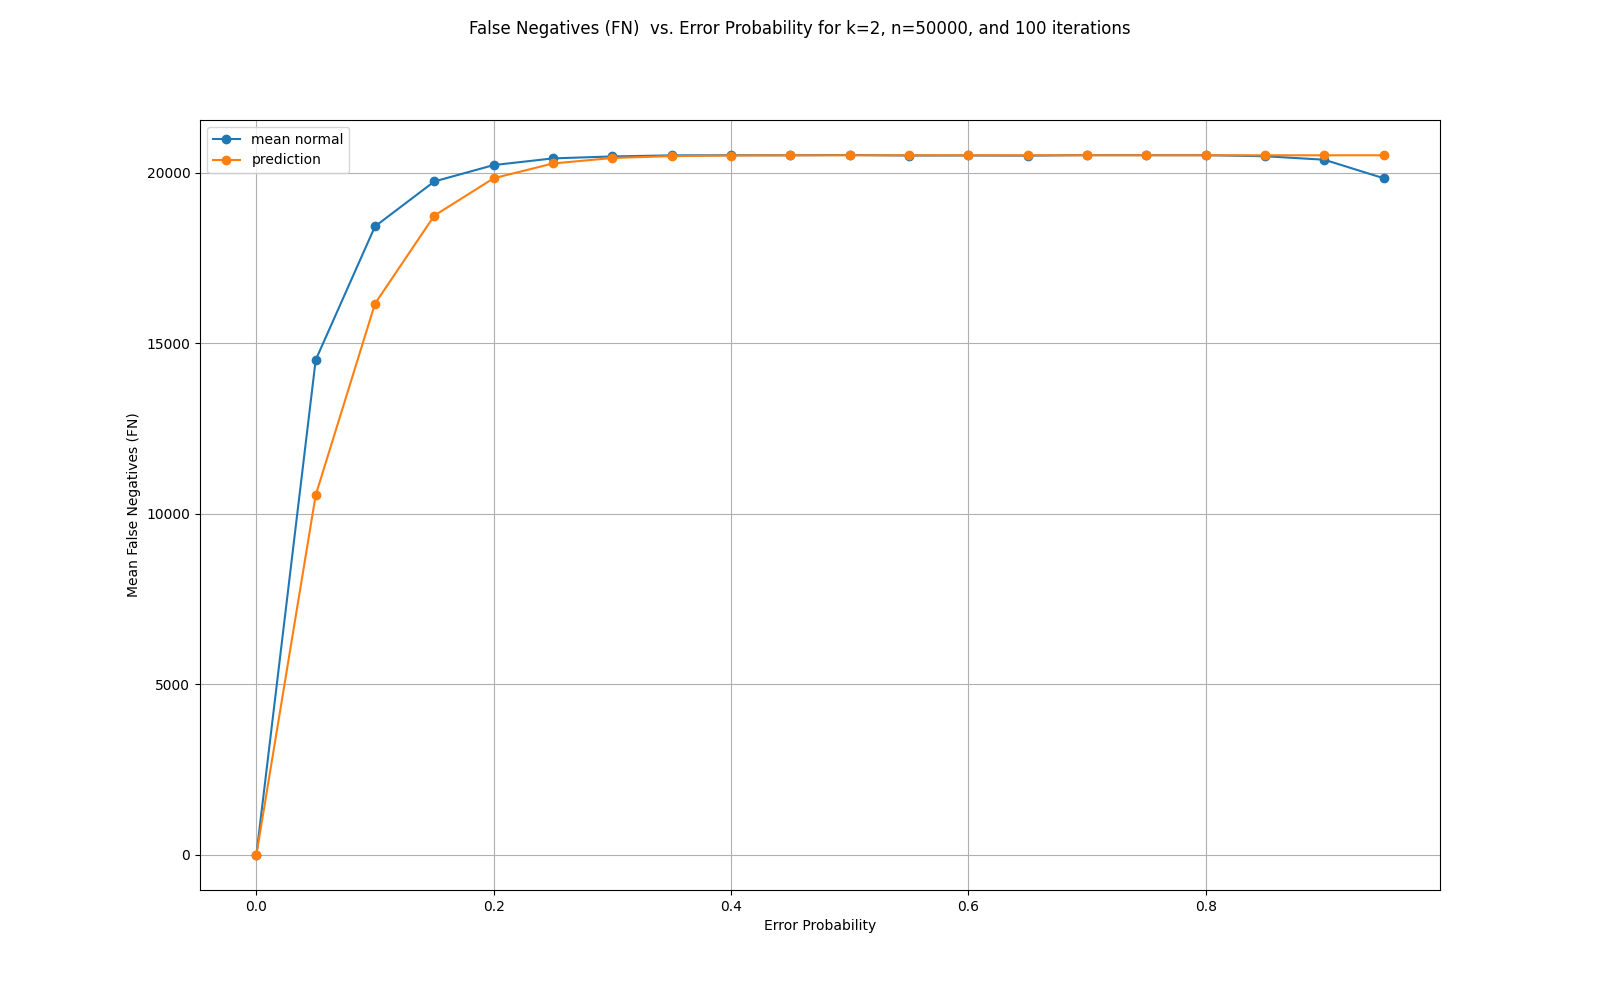 False Negatives (FN)  vs. Error Probability for k=2, n=50000, and 100 iterations
mean normal
prediction
20000
15000
10000
5000
0
Mean False Negatives (FN)
0.0 0.2 0.4 0.6 0.8
Error Probability